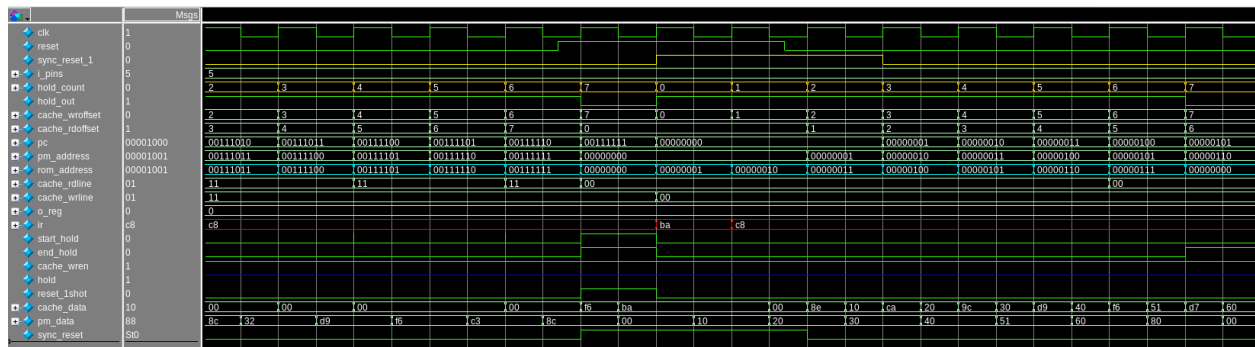 Msgs
clk 1
reset 0
sync_reset_1 0
i_pins 5 5
hold_count 0 2 3 4 5 6 7 0 1 2 3 4 5 6 7
hold_out 1
cache_wroffset 0 2 3 4 5 6 7 0 1 2 3 4 5 6 7
cache_rdoffset 1 3 4 5 6 7 0 1 2 3 4 5 6
pc 00001000 00111010 00111011 00111100 00111101 00111110 00111111 00000000 00000001 00000010 00000011 00000100 00000101
pm_address 00001001 00111011 00111100 00111101 00111110 00111111 00000000 00000001 00000010 00000011 00000100 00000101 00000110
rom_address 00001001 00111011 00111100 00111101 00111110 00111111 00000000 00000001 00000010 00000011 00000100 00000101 00000110 00000111 00000000
cache_rdline 01 11 11 11 00 00
cache_wrline 01 11 00
o_reg 0 0
ir c8 c8 ba c8
start_hold 0
end_hold 0
cache_wren 1
hold 1
reset_1shot 0
cache_data 10 00 00 00 00 f6 ba 00 8e 10 ca 20 9c 30 d9 40 f6 51 d7 60
pm_data 88 8c 32 d9 f6 c3 8c 00 10 20 30 40 51 60 80 00
sync_reset St0